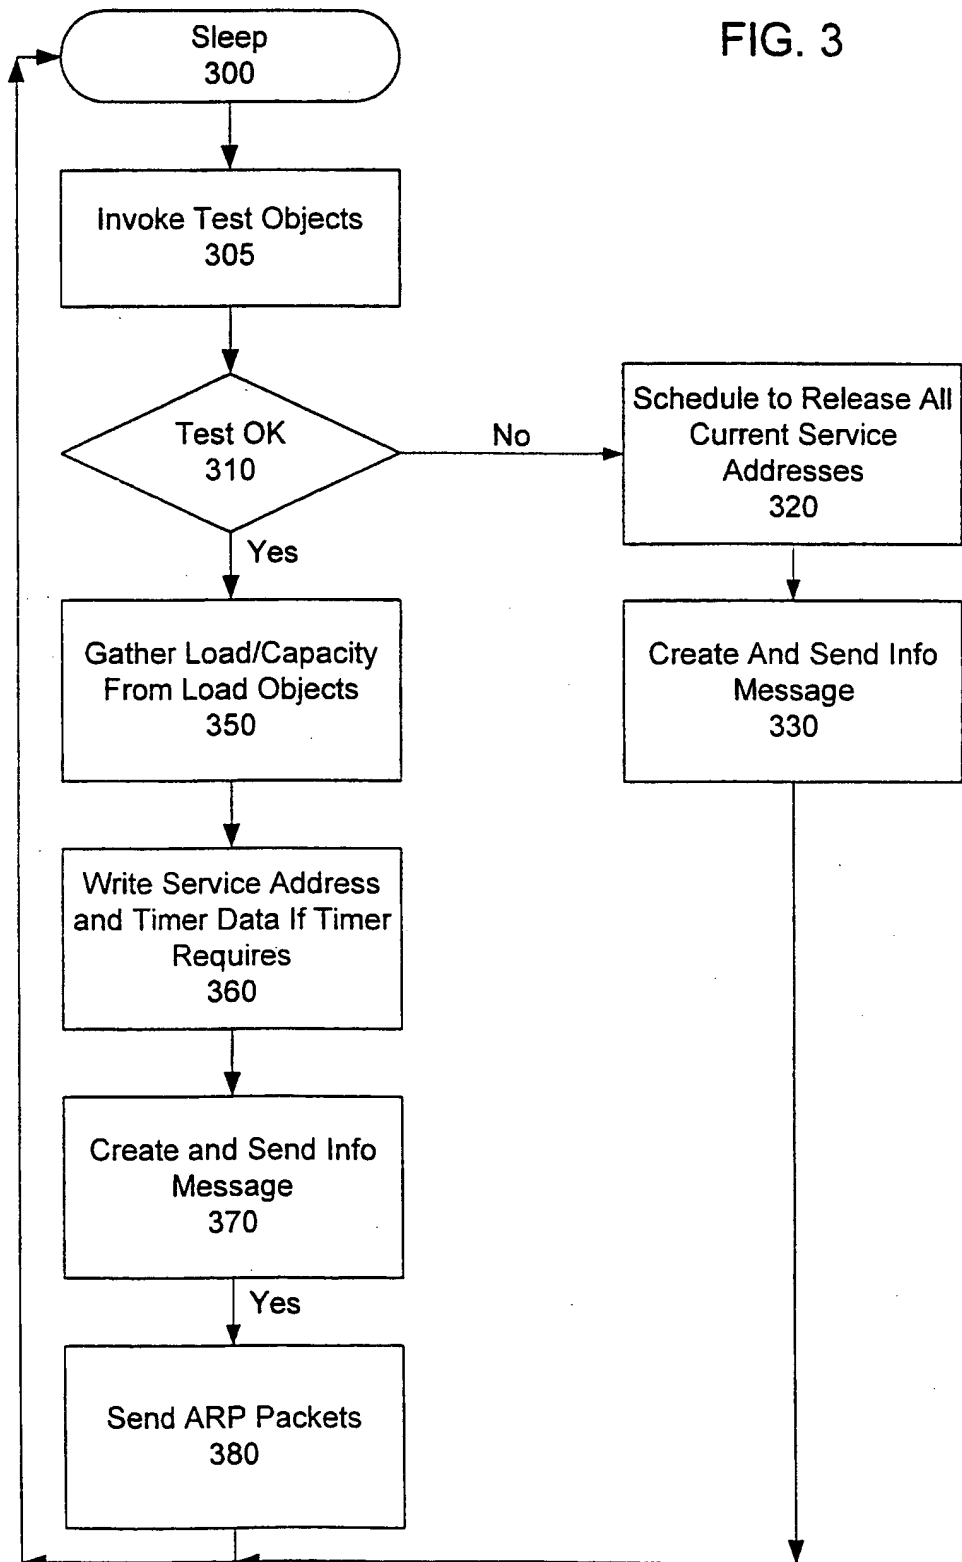 FIG. 3
Sleep
300
Invoke Test Objects
305
Test OK
310
No
Schedule to Release All
Current Service
Addresses
320
Yes
Gather Load/Capacity
From Load Objects
350
Create And Send Info
Message
330
Write Service Address
and Timer Data If Timer
Requires
360
Create and Send Info
Message
370
Yes
Send ARP Packets
380